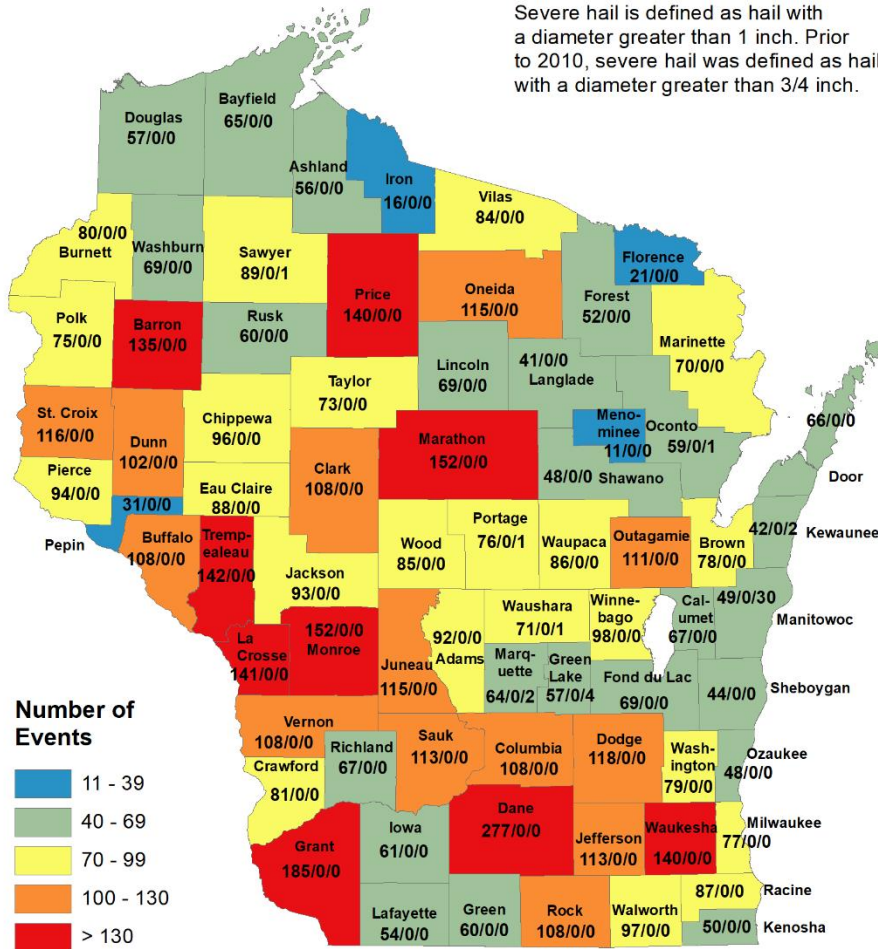 Severe hail is defined as hail with
a diameter greater than 1 inch. Prior
to 2010, severe hail was defined as hail
with a diameter greater than 3/4 inch.
Douglas
57/0/0
Bayfield
65/0/0
Ashland
56/0/0
Iron
16/0/0
Vilas
84/0/0
80/0/0
Burnett
Washburn
69/0/0
Sawyer
89/0/1
Price
140/0/0
Oneida
115/0/0
Forest
52/0/0
Florence
21/0/0
Marinette
70/0/0
Polk
75/0/0
Barron
135/0/0
Rusk
60/0/0
Lincoln
69/0/0
41/0/0
Langlade
Taylor
73/0/0
St. Croix
116/0/0
Dunn
102/0/0
Chippewa
96/0/0
Marathon
152/0/0
Meno-
minee
11/0/0
Oconto
59/0/1
66/0/0
Door
Pierce
94/0/0
Eau Claire
88/0/0
Clark
108/0/0
48/0/0
Shawano
31/0/0
Pepin
Buffalo
108/0/0
Tremp-
ealeau
142/0/0
Jackson
93/0/0
Wood
85/0/0
Portage
76/0/1
Waupaca
86/0/0
Outagamie
111/0/0
Brown
78/0/0
42/0/2
Kewaunee
La
Crosse
141/0/0
152/0/0
Monroe
Juneau
115/0/0
92/0/0
Adams
Waushara
71/0/1
Winne-
bago
98/0/0
Cal-
umet
67/0/0
49/0/30
Manitowoc
Marq-
uette
64/0/2
Green
Lake
57/0/4
Fond du Lac
69/0/0
44/0/0
Sheboygan
Vernon
108/0/0
Crawford
81/0/0
Richland
67/0/0
Sauk
113/0/0
Columbia
108/0/0
Dodge
118/0/0
Wash-
ington
79/0/0
Ozaukee
48/0/0
Grant
185/0/0
Iowa
61/0/0
Dane
277/0/0
Jefferson
113/0/0
Waukesha
140/0/0
Milwaukee
77/0/0
Lafayette
54/0/0
Green
60/0/0
Rock
108/0/0
Walworth
97/0/0
87/0/0
Racine
50/0/0
Kenosha
Number of
Events
11 - 39
40 - 69
70 - 99
100 - 130
> 130